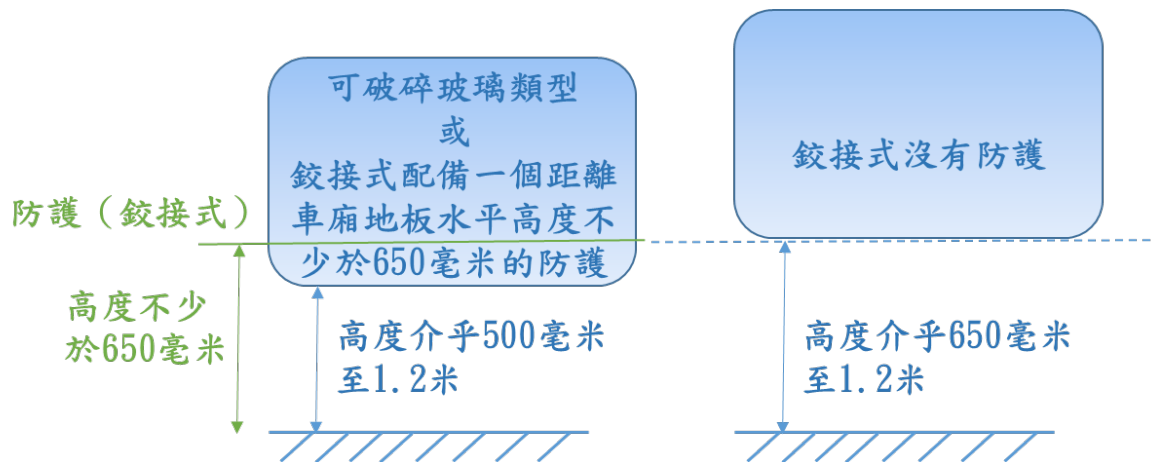 可破碎玻璃類型
或
鉸接式配備一個距離
車廂地板水平高度不
少於650毫米的防護
鉸接式沒有防護
防護（鉸接式）
高度不少
於650毫米
高度介乎500毫米
至1.2米
高度介乎650毫米
至1.2米